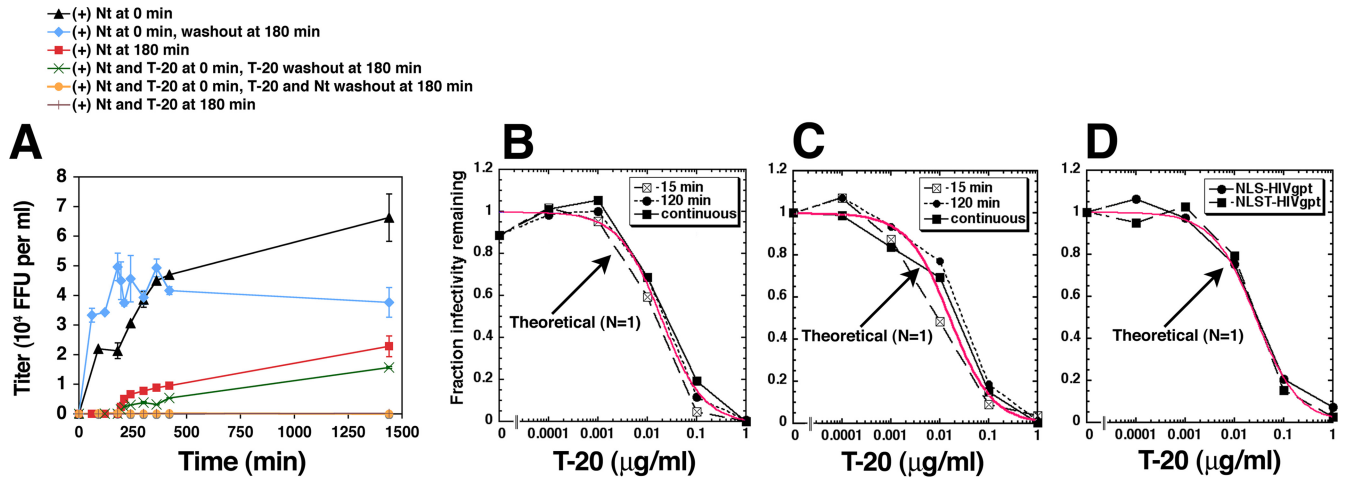 (+) Nt at 0 min
(+) Nt at 0 min, washout at 180 min
(+) Nt at 180 min
(+) Nt and T-20 at 0 min, T-20 washout at 180 min
(+) Nt and T-20 at 0 min, T-20 and Nt washout at 180 min
(+) Nt and T-20 at 180 min
A
8
7
6
5
4
3
2
1
0
Titer (10⁴ FFU per ml)
0 250 500 750 1000 1250 1500
Time (min)
B
1.2
1
0.8
0.6
0.4
0.2
0
Fraction infectivity remaining
-15 min
120 min
continuous
Theoretical (N=1)
0 0.0001 0.001 0.01 0.1 1
T-20 (µg/ml)
C
1.2
1
0.8
0.6
0.4
0.2
0
-15 min
120 min
continuous
Theoretical (N=1)
0 0.0001 0.001 0.01 0.1 1
T-20 (µg/ml)
D
1.2
1
0.8
0.6
0.4
0.2
0
NLS-HIVgpt
NLST-HIVgpt
Theoretical (N=1)
0 0.0001 0.001 0.01 0.1 1
T-20 (µg/ml)